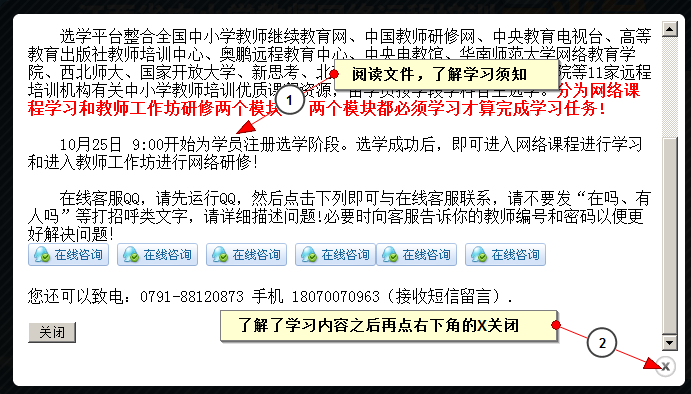 选学平台整合全国中小学教师继续教育网、中国教师研修网、中央教育电视台、高等
教育出版社教师培训中心、奥鹏远程教育中心、中央电教馆、华南师范大学网络教育学
院、西北师大、国家开放大学、新思考、北
阅读文件，了解学习须知
院等11家远程
培训机构有关中小学教师培训优质课程资源，由学员按学段学科自主选学。分为网络课
1
程学习和教师工作坊研修两个模块 两个模块都必须学习才算完成学习任务！
10月25日 9:00开始为学员注册选学阶段。选学成功后，即可进入网络课程进行学习
和进入教师工作坊进行网络研修！
在线客服QQ，请先运行QQ，然后点击下列即可与在线客服联系，请不要发“在吗、有
人吗”等打招呼类文字，请详细描述问题！必要时向客服告诉你的教师编号和密码以便更
好解决问题！
在线咨询 在线咨询 在线咨询 在线咨询 在线咨询 在线咨询
您还可以致电：0791-88120873 手机 18070070963（接收短信留言）.
了解了学习内容之后再点右下角的X关闭
关闭
2
x